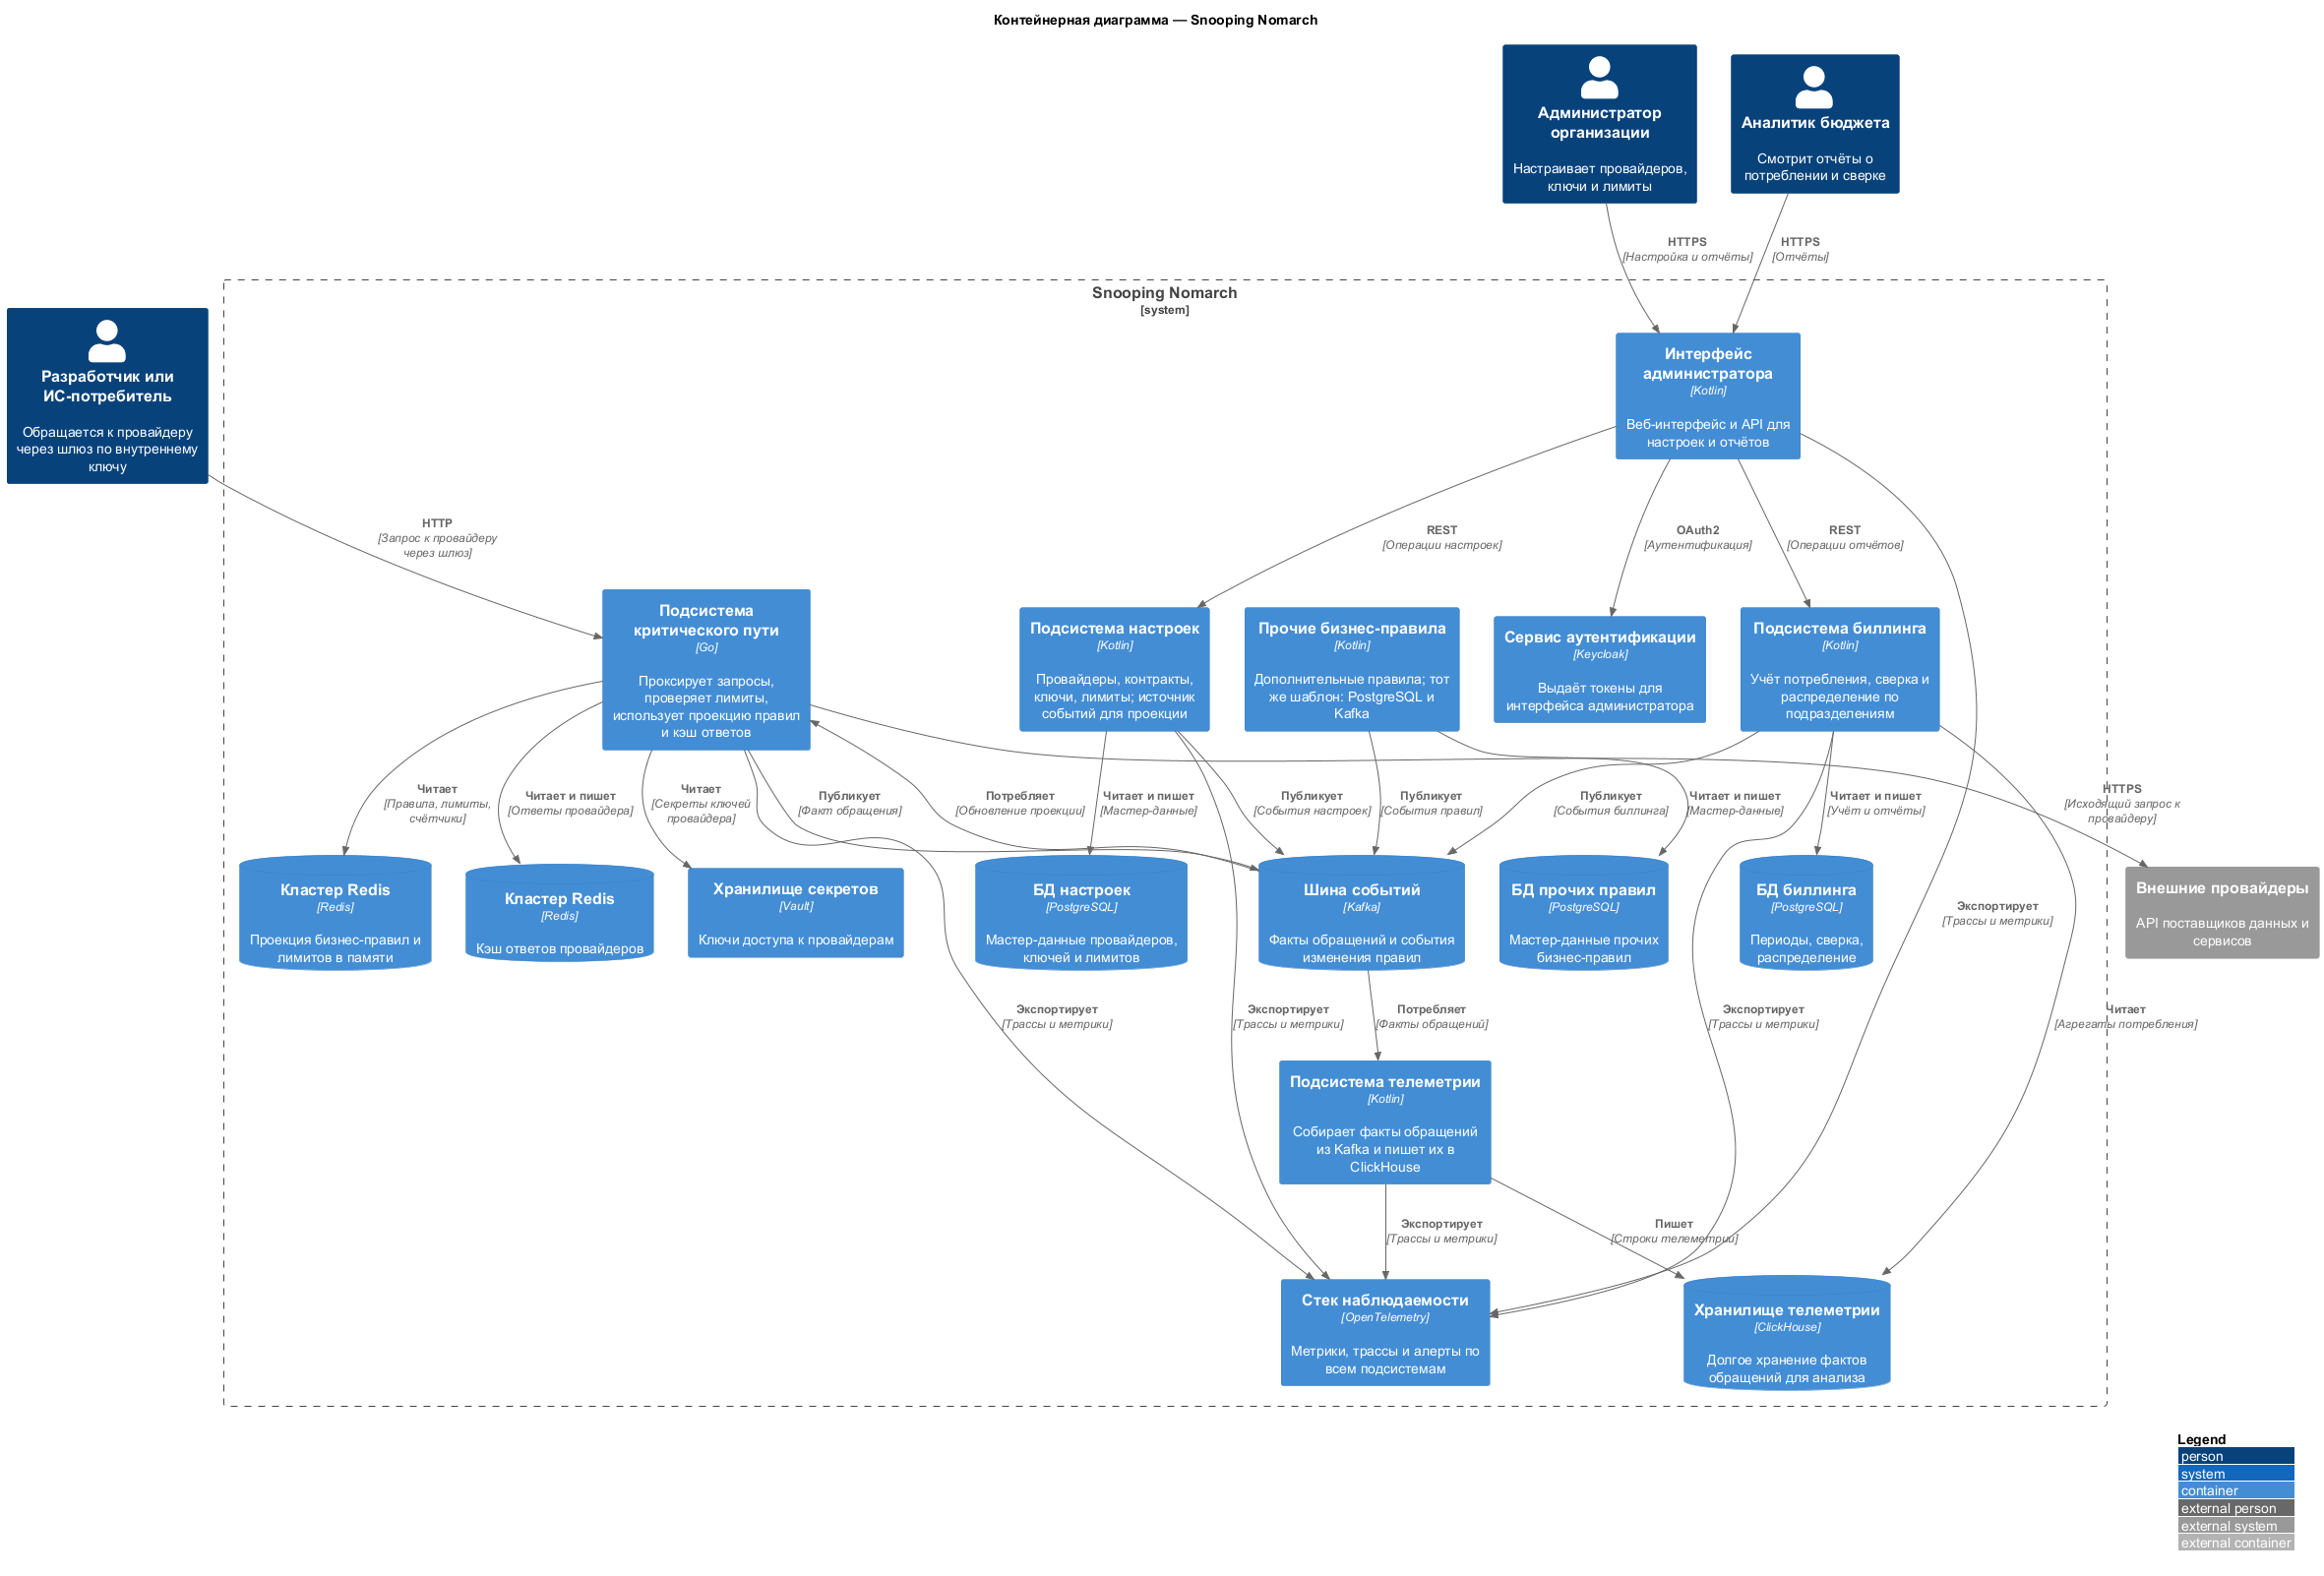 Контейнерная диаграмма — Snooping Nomarch
Администратор
организации
Настраивает провайдеров,
ключи и лимиты
Аналитик бюджета
Смотрит отчёты о
потреблении и сверке
HTTPS
[Настройка и отчёты]
HTTPS
[Отчёты]
Snooping Nomarch
[system]
Разработчик или
ИС-потребитель
Обращается к провайдеру
через шлюз по внутреннему
ключу
Интерфейс
администратора
[Kotlin]
Веб-интерфейс и API для
настроек и отчётов
HTTP
[Запрос к провайдеру
через шлюз]
REST
[Операции настроек]
OAuth2
[Аутентификация]
REST
[Операции отчётов]
Подсистема
критического пути
[Go]
Проксирует запросы,
проверяет лимиты,
использует проекцию правил
и кэш ответов
Подсистема настроек
[Kotlin]
Провайдеры, контракты,
ключи, лимиты; источник
событий для проекции
Прочие бизнес-правила
[Kotlin]
Дополнительные правила; тот
же шаблон: PostgreSQL и
Kafka
Сервис аутентификации
[Keycloak]
Выдаёт токены для
интерфейса администратора
Подсистема биллинга
[Kotlin]
Учёт потребления, сверка и
распределение по
подразделениям
Читает
[Правила, лимиты,
счётчики]
Читает и пишет
[Ответы провайдера]
Читает
[Секреты ключей
провайдера]
Публикует
[Факт обращения]
Потребляет
[Обновление проекции]
Читает и пишет
[Мастер-данные]
Публикует
[События настроек]
Публикует
[События правил]
Публикует
[События биллинга]
Читает и пишет
[Мастер-данные]
Читает и пишет
[Учёт и отчёты]
HTTPS
[Исходящий запрос к
провайдеру]
Кластер Redis
[Redis]
Проекция бизнес-правил и
лимитов в памяти
Кластер Redis
[Redis]
Кэш ответов провайдеров
Хранилище секретов
[Vault]
Ключи доступа к провайдерам
БД настроек
[PostgreSQL]
Мастер-данные провайдеров,
ключей и лимитов
Шина событий
[Kafka]
Факты обращений и события
изменения правил
БД прочих правил
[PostgreSQL]
Мастер-данные прочих
бизнес-правил
БД биллинга
[PostgreSQL]
Периоды, сверка,
распределение
Экспортирует
[Трассы и метрики]
Внешние провайдеры
API поставщиков данных и
сервисов
Экспортирует
[Трассы и метрики]
Экспортирует
[Трассы и метрики]
Потребляет
[Факты обращений]
Экспортирует
[Трассы и метрики]
Читает
[Агрегаты потребления]
Подсистема телеметрии
[Kotlin]
Собирает факты обращений
из Kafka и пишет их в
ClickHouse
Экспортирует
[Трассы и метрики]
Пишет
[Строки телеметрии]
Стек наблюдаемости
[OpenTelemetry]
Метрики, трассы и алерты по
всем подсистемам
Хранилище телеметрии
[ClickHouse]
Долгое хранение фактов
обращений для анализа
Legend
person
system
container
external person
external system
external container